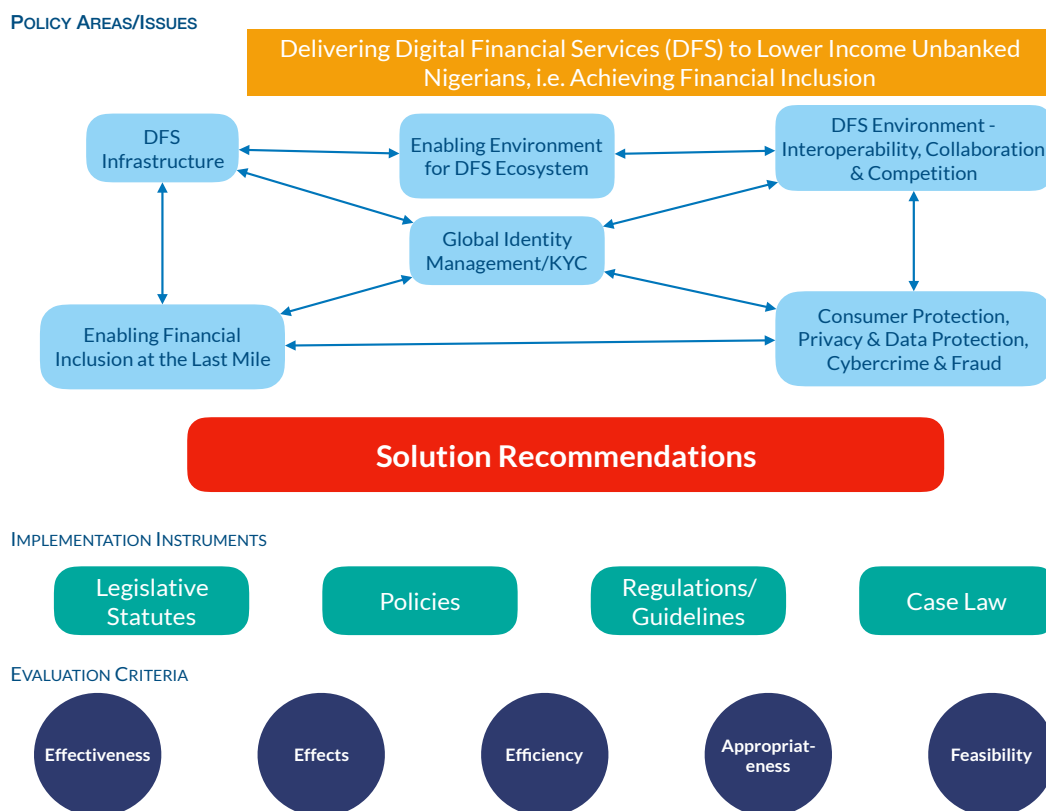 POLICY AREAS/ISSUES
Delivering Digital Financial Services (DFS) to Lower Income Unbanked
Nigerians, i.e. Achieving Financial Inclusion
DFS
Infrastructure
Enabling Environment
for DFS Ecosystem
DFS Environment -
Interoperability, Collaboration
& Competition
Global Identity
Management/KYC
Enabling Financial
Inclusion at the Last Mile
Consumer Protection,
Privacy & Data Protection,
Cybercrime & Fraud
Solution Recommendations
IMPLEMENTATION INSTRUMENTS
Legislative
Statutes
Policies
Regulations/
Guidelines
Case Law
EVALUATION CRITERIA
Effectiveness
Effects
Efficiency
Appropriat-
eness
Feasibility